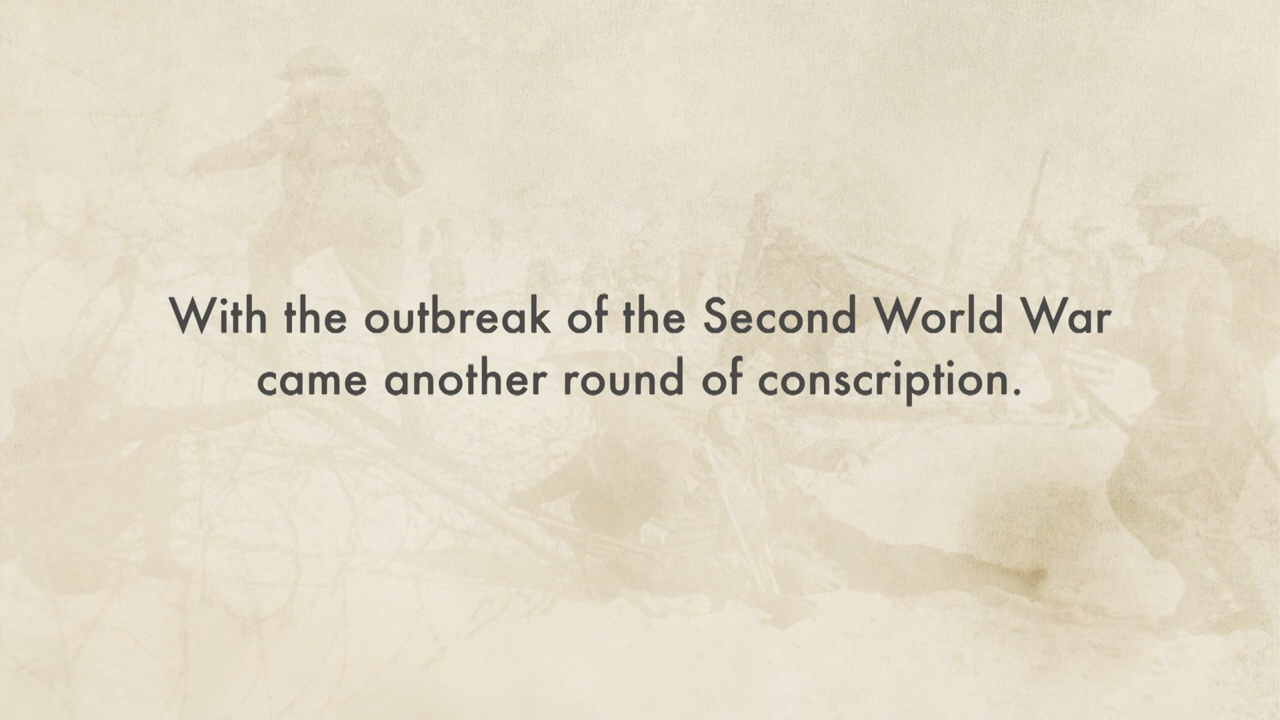 With the outbreak of the Second World War
came another round of conscription.